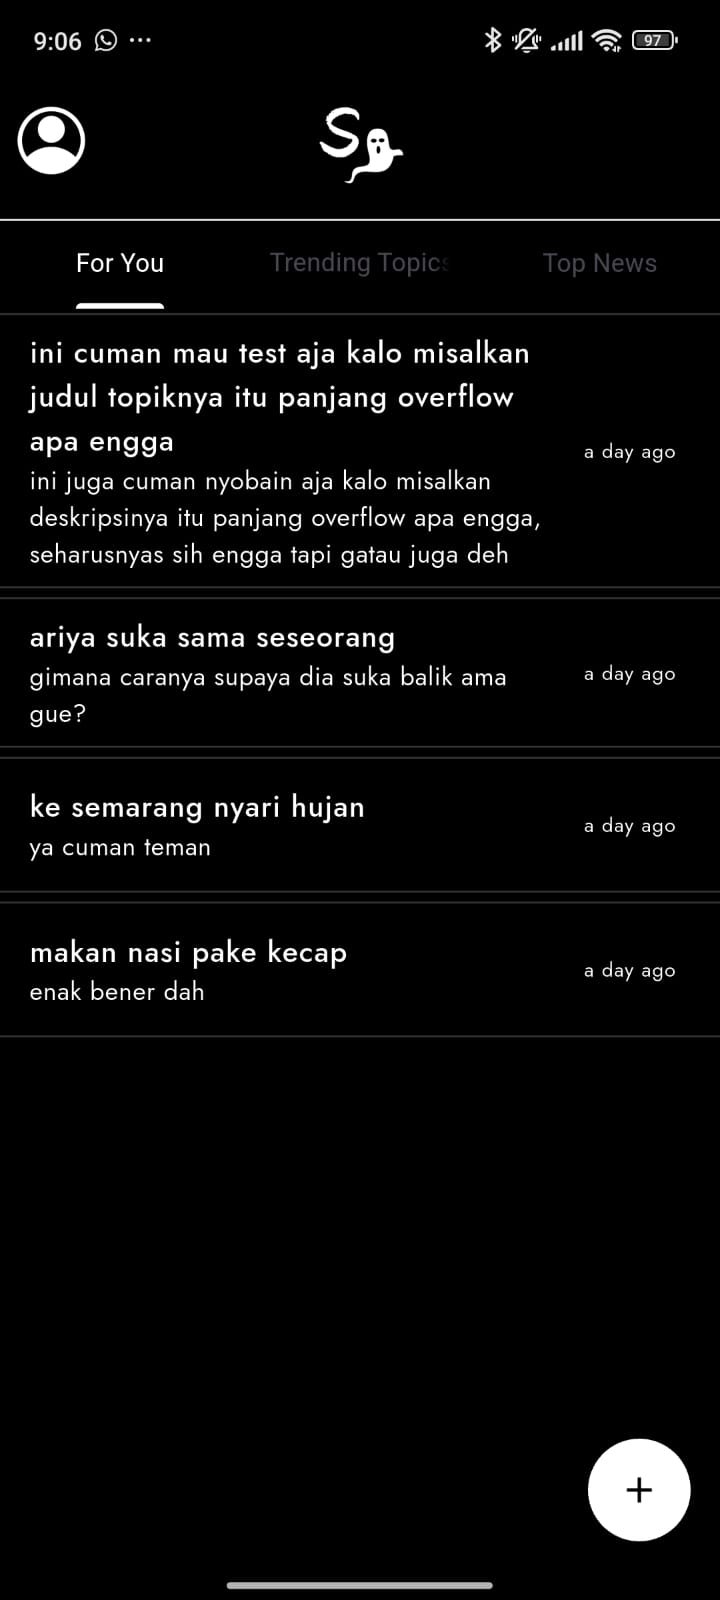 9:06
97
S
For You
Trending Topics
Top News
ini cuman mau test aja kalo misalkan
judul topiknya itu panjang overflow
apa engga
a day ago
ini juga cuman nyobain aja kalo misalkan
deskripsinya itu panjang overflow apa engga,
seharusnyas sih engga tapi gatau juga deh
ariya suka sama seseorang
gimana caranya supaya dia suka balik ama
gue?
a day ago
ke semarang nyari hujan
ya cuman teman
a day ago
makan nasi pake kecap
enak bener dah
a day ago
+